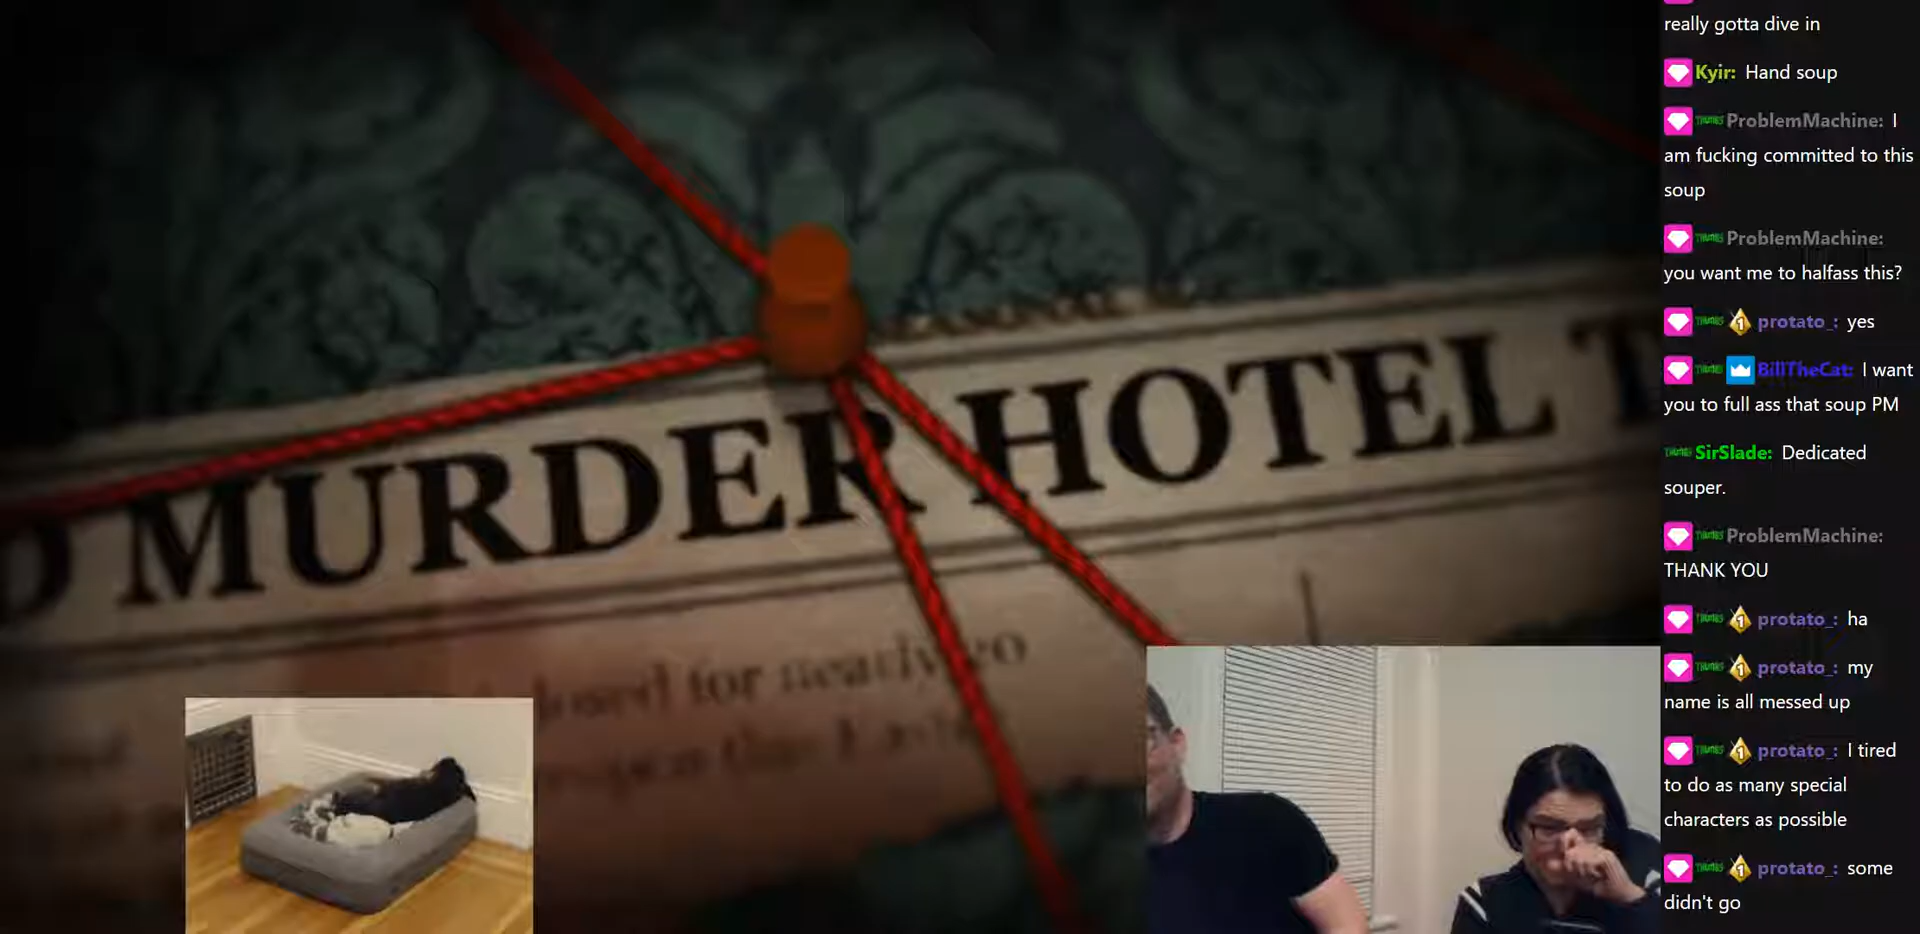 MURDER HOTEL
for nearly
really gotta dive in
Kyir: Hand soup
ProblemMachine: I
am fucking committed to this
soup
ProblemMachine:
you want me to halfass this?
protato_: yes
BillTheCat: I want
you to full ass that soup PM
SirSlade: Dedicated
souper.
ProblemMachine:
THANK YOU
protato_: ha
protato_: my
name is all messed up
protato_: I tired
to do as many special
characters as possible
protato_: some
didn't go